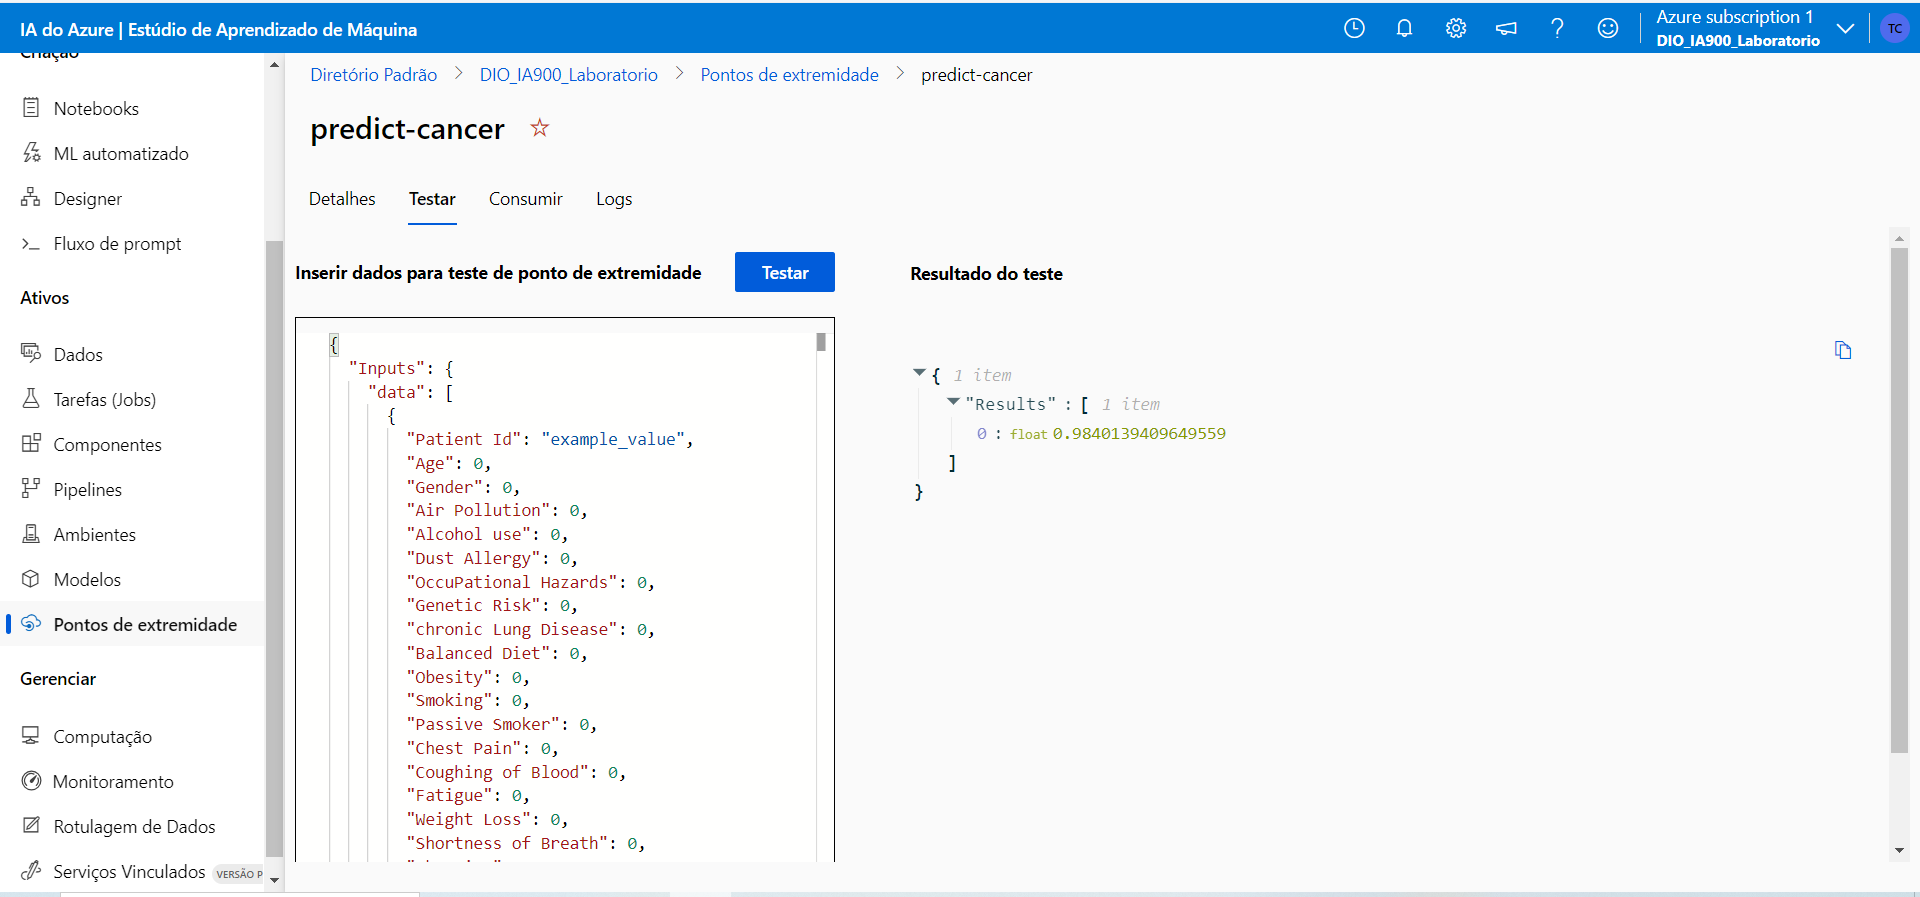 IA do Azure | Estúdio de Aprendizado de Máquina
Azure subscription 1
DIO_IA900_Laboratorio
TC
Criação
Notebooks
ML automatizado
Designer
Fluxo de prompt
Ativos
Dados
Tarefas (Jobs)
Componentes
Pipelines
Ambientes
Modelos
Pontos de extremidade
Gerenciar
Computação
Monitoramento
Rotulagem de Dados
Serviços Vinculados VERSÃO P
Diretório Padrão > DIO_IA900_Laboratorio > Pontos de extremidade > predict-cancer
predict-cancer
Detalhes Testar Consumir Logs
Inserir dados para teste de ponto de extremidade Testar
{
"Inputs": {
"data": [
{
"Patient Id": "example_value",
"Age": 0,
"Gender": 0,
"Air Pollution": 0,
"Alcohol use": 0,
"Dust Allergy": 0,
"OccuPational Hazards": 0,
"Genetic Risk": 0,
"chronic Lung Disease": 0,
"Balanced Diet": 0,
"Obesity": 0,
"Smoking": 0,
"Passive Smoker": 0,
"Chest Pain": 0,
"Coughing of Blood": 0,
"Fatigue": 0,
"Weight Loss": 0,
"Shortness of Breath": 0,
Resultado do teste
{ 1 item
"Results" : [ 1 item
0 : float 0.9840139409649559
]
}